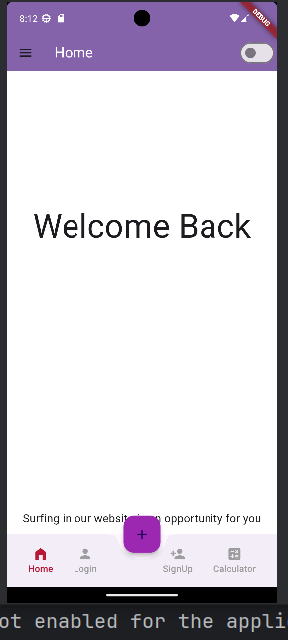 8:12
DEBUG
Home
Welcome Back
Surfing in our website opportunity for you
+
Home
Login
SignUp
Calculator
ot enabled for the appli